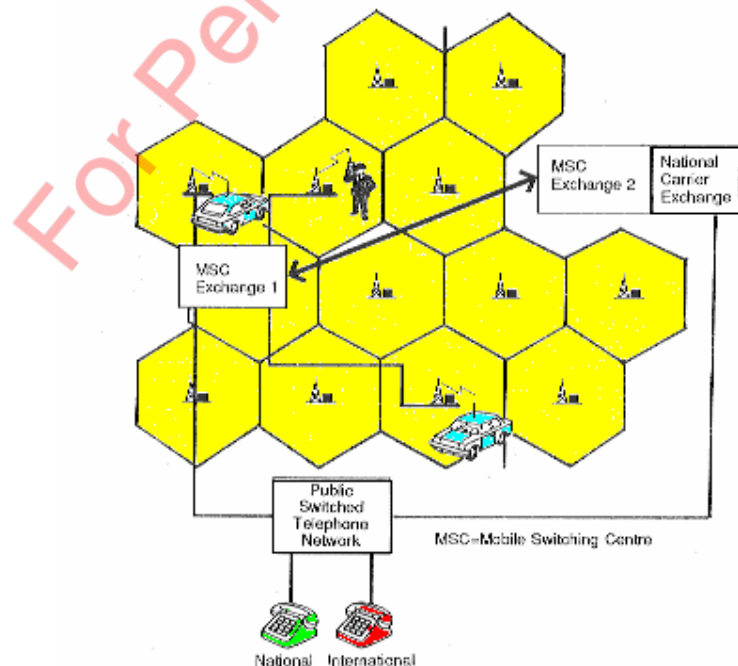 For Per
MSC
Exchange 2
National
Carrier
Exchange
MSC
Exchange 1
Public
Switched
Telephone
Network
MSC=Mobile Switching Centre
National
International